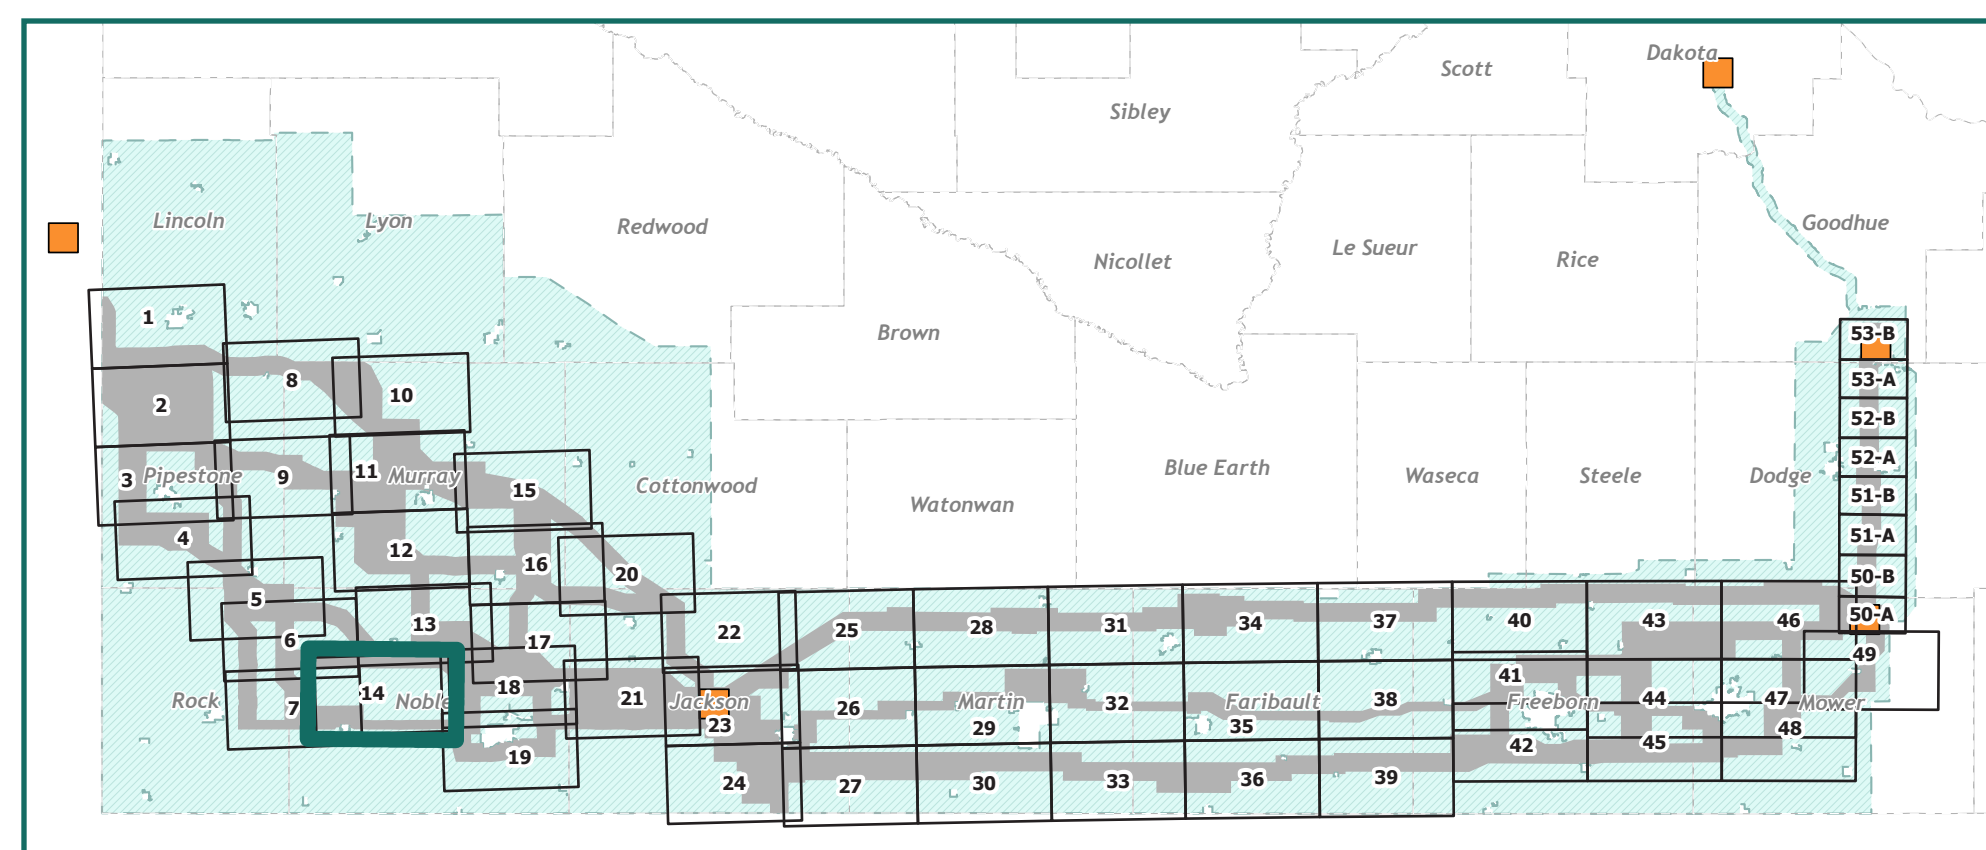 Dakota
Scott
Sibley
Lincoln
Lyon
Redwood
Goodhue
Le Sueur
Rice
Nicollet
1
Brown
53-B
8
53-A
10
2
52-B
52-A
Blue Earth
11
Pipestone
9
Murray
Waseca
Steele
Dodge
3
15
Cottonwood
51-B
Watonwan
51-A
4
12
16
20
50-B
5
50-A
6
13
17
22
25
28
31
34
37
40
43
46
49
41
18
14
Rock
7
Noble
21
Jackson
23
26
Martin
29
32
Faribault
35
38
Freeborn
44
47
Mower
48
42
45
19
24
27
30
33
36
39